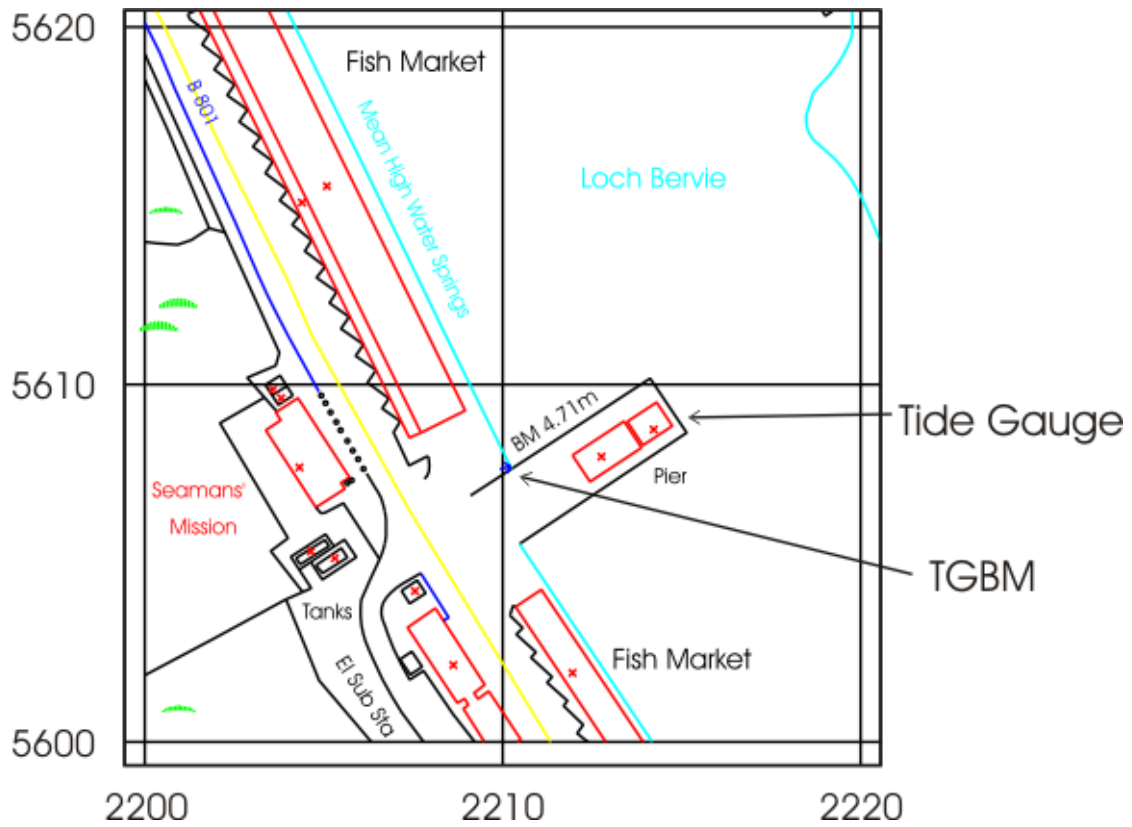 5620
Fish Market
B 801
Mean High Water Springs
Loch Bervie
5610
BM 4.71m
Tide Gauge
Pier
Seamans'
Mission
TGBM
Tanks
El Sub Sta
Fish Market
5600
2200
2210
2220